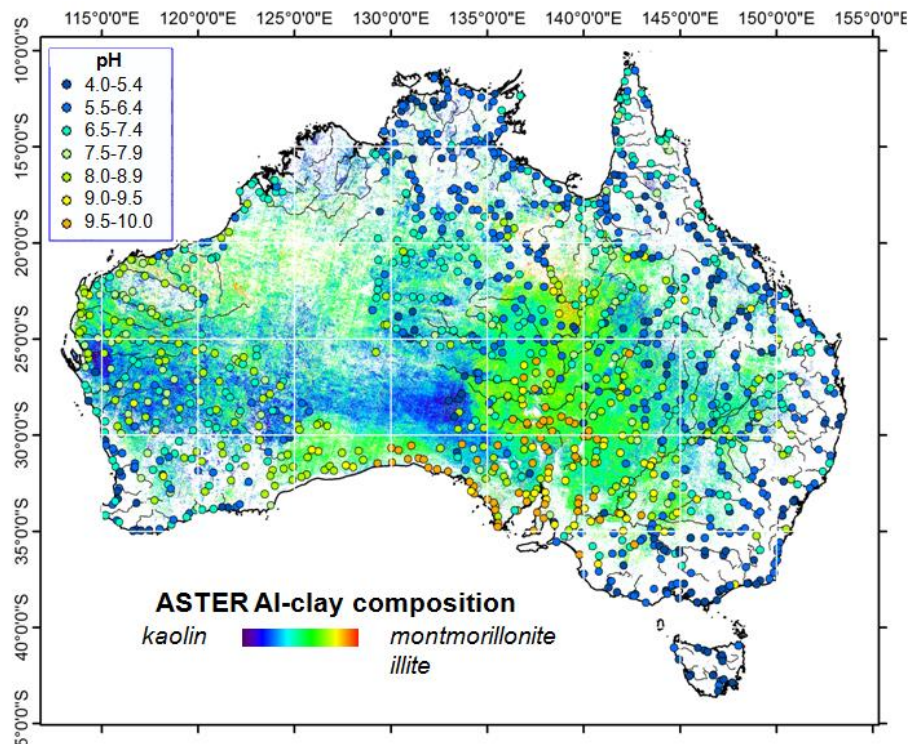 115°0'0"E 120°0'0"E 125°0'0"E 130°0'0"E 135°0'0"E 140°0'0"E 145°0'0"E 150°0'0"E 155°0'0"E
pH
4.0-5.4
5.5-6.4
6.5-7.4
7.5-7.9
8.0-8.9
9.0-9.5
9.5-10.0
10°0'0"S
15°0'0"S
20°0'0"S
25°0'0"S
30°0'0"S
35°0'0"S
40°0'0"S
5°0'0"S
ASTER Al-clay composition
kaolin montmorillonite
illite